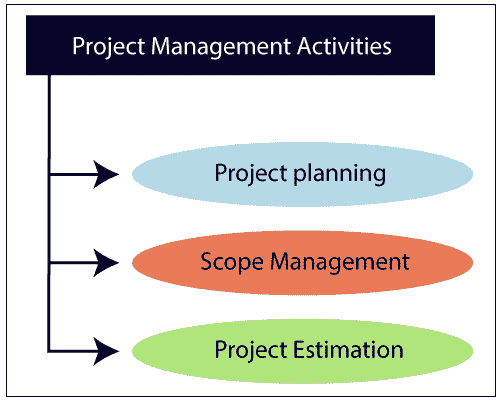 Project Management Activities
Project planning
Scope Management
Project Estimation